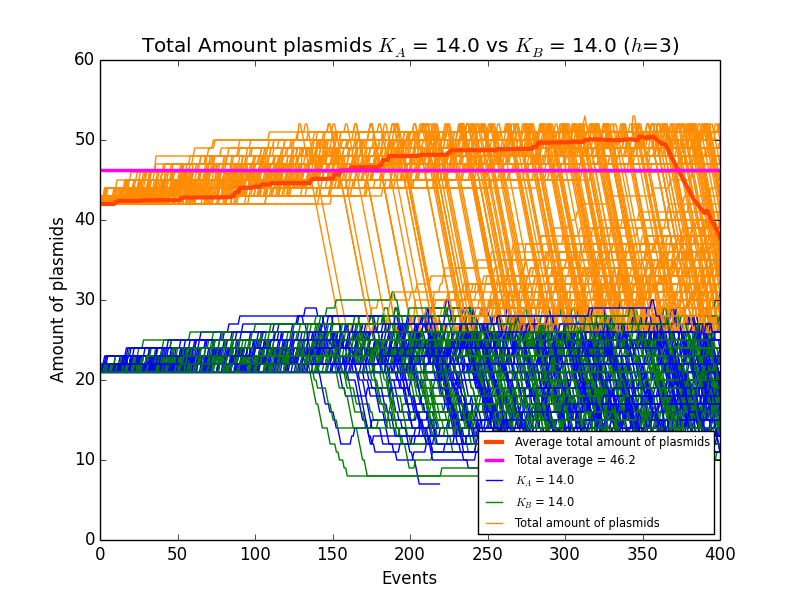 Total Amount plasmids K_A = 14.0 vs K_B = 14.0 (h=3)
60
50
40
30
20
10
0
Amount of plasmids
Average total amount of plasmids
Total average = 46.2
K_A = 14.0
K_B = 14.0
Total amount of plasmids
0 50 100 150 200 250 300 350 400
Events